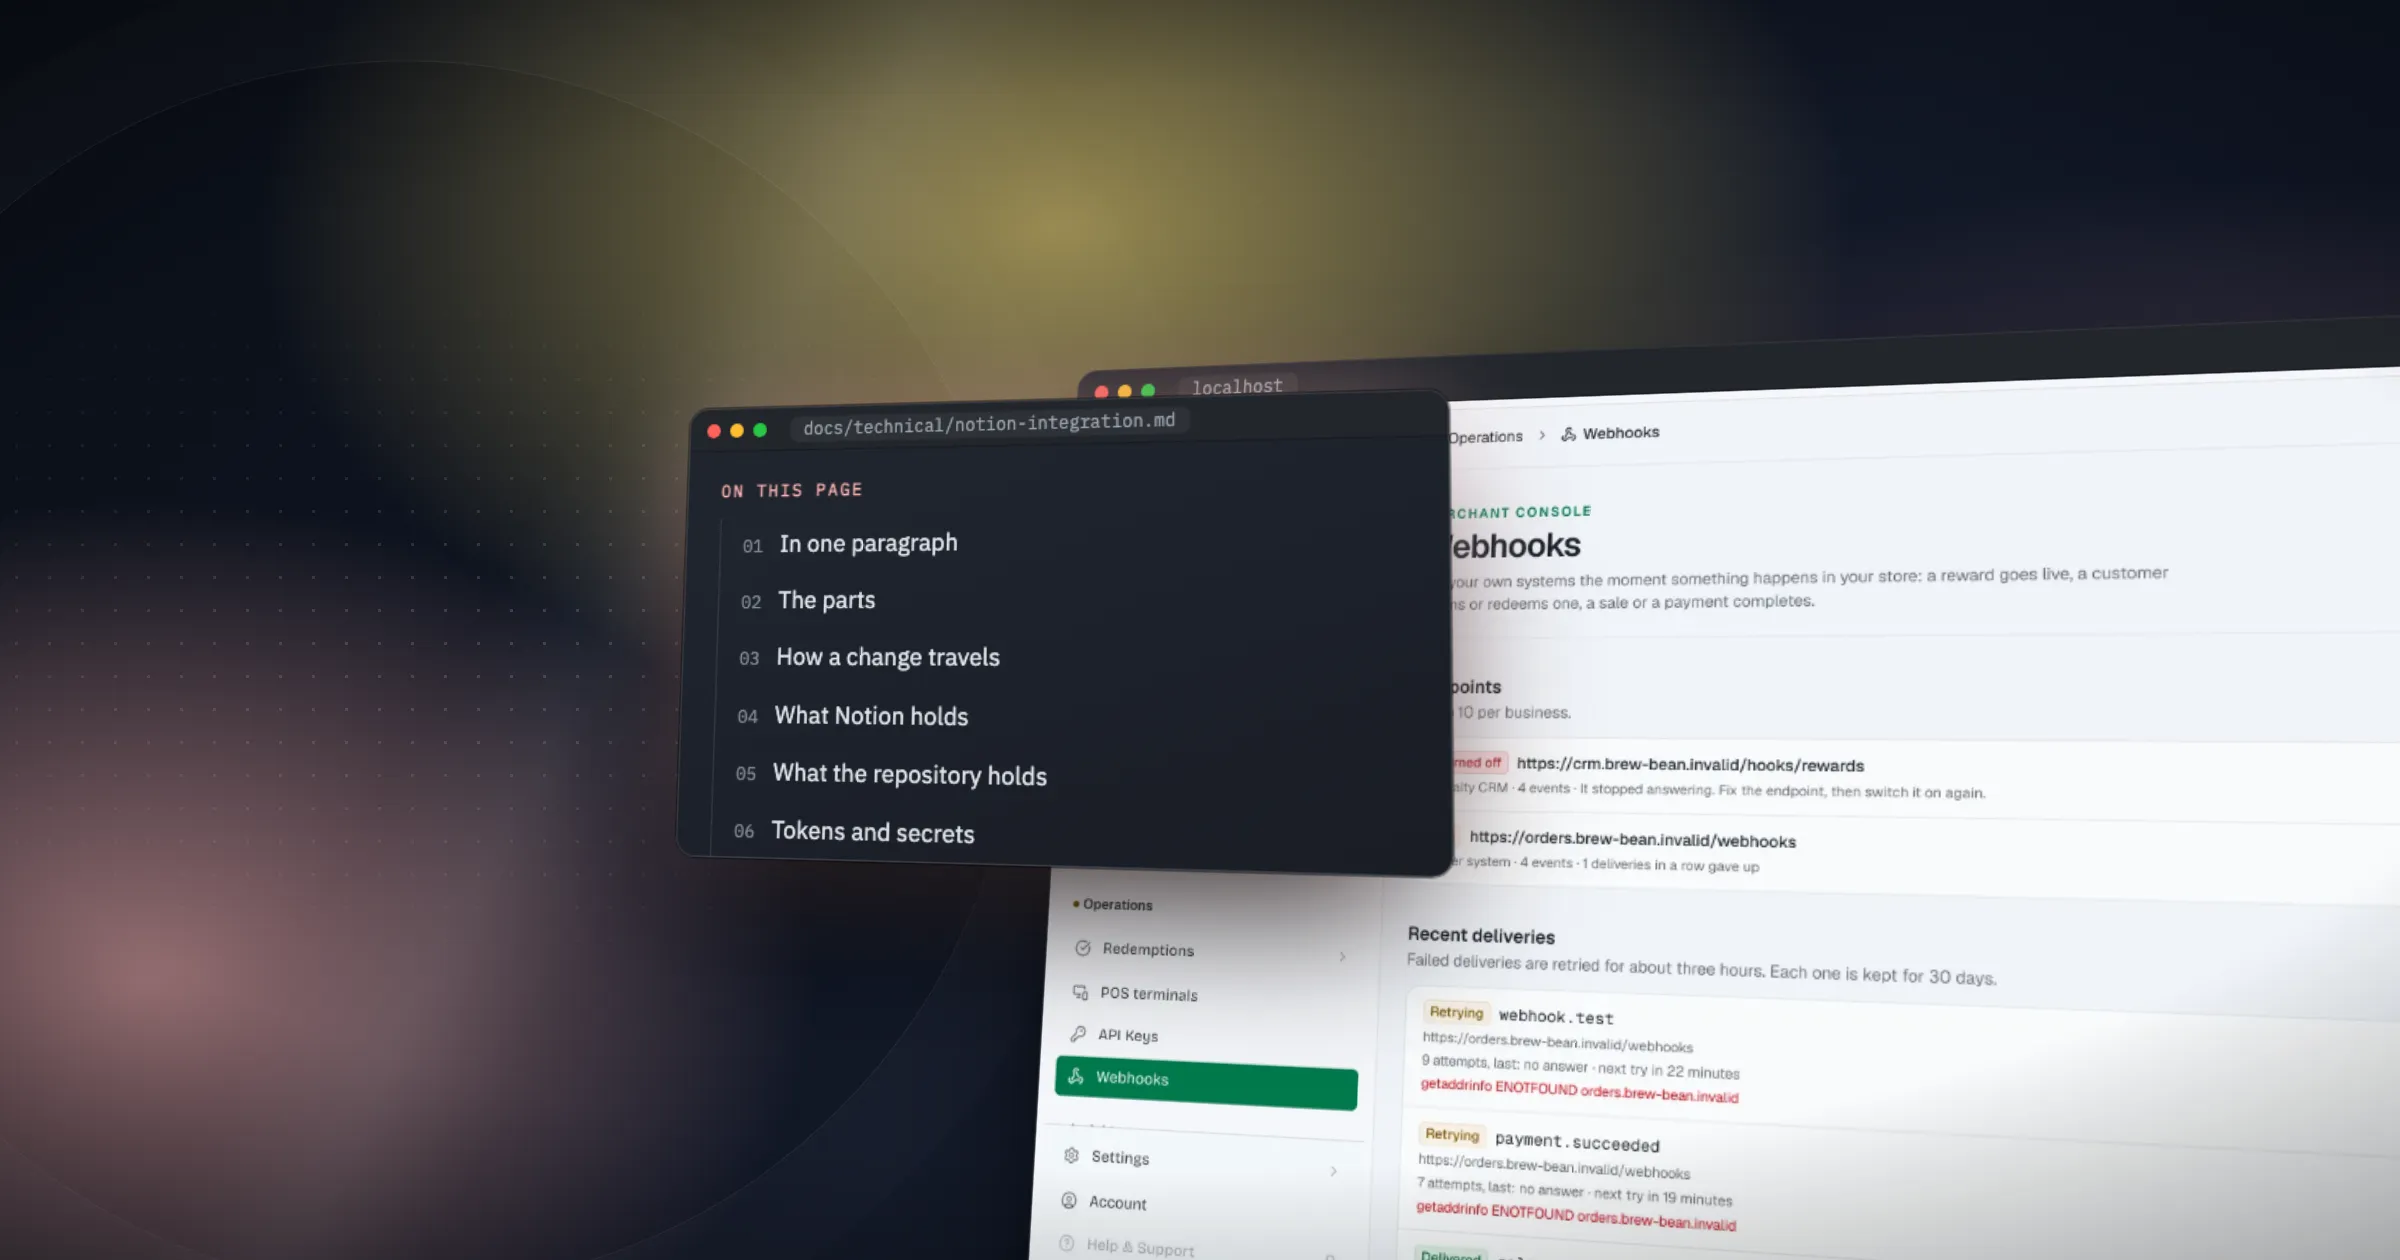 localhost
docs/technical/notion-integration.md
ON THIS PAGE
01 In one paragraph
02 The parts
03 How a change travels
04 What Notion holds
05 What the repository holds
06 Tokens and secrets
Operations > Webhooks
CONSOLE
your own systems the moment something happens in your store: a reward goes live, a customer
or redeems one, a sale or a payment completes.
10 per business.
off https://crm.brew-bean.invalid/hooks/rewards
CRM · 4 events · It stopped answering. Fix the endpoint, then switch it on again.
https://orders.brew-bean.invalid/webhooks
system · 4 events · 1 deliveries in a row gave up
Operations
Redemptions
POS terminals
API Keys
Webhooks
Settings
Account
Help & Support
Recent deliveries
Failed deliveries are retried for about three hours. Each one is kept for 30 days.
Retrying webhook.test
https://orders.brew-bean.invalid/webhooks
9 attempts, last: no answer · next try in 22 minutes
getaddrinfo ENOTFOUND orders.brew-bean.invalid
Retrying payment.succeeded
https://orders.brew-bean.invalid/webhooks
7 attempts, last: no answer · next try in 19 minutes
getaddrinfo ENOTFOUND orders.brew-bean.invalid
Delivered